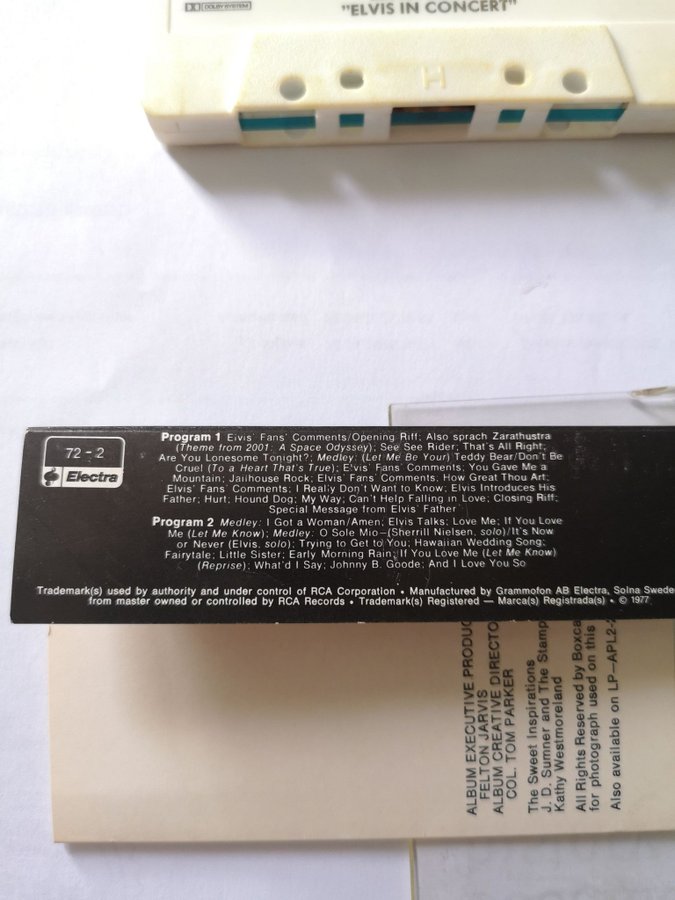 DOLBY SYSTEM
"ELVIS IN CONCERT"
72 - 2
Electra
Program 1 Elvis' Fans' Comments/Opening Riff; Also sprach Zarathustra
(Theme from 2001: A Space Odyssey); See See Rider; That's All Right;
Are You Lonesome Tonight?; Medley: (Let Me Be Your) Teddy Bear/Don't Be
Cruel (To a Heart That's True); Elvis' Fans' Comments; You Gave Me a
Mountain; Jailhouse Rock; Elvis' Fans' Comments; How Great Thou Art;
Elvis' Fans' Comments; I Really Don't Want to Know; Elvis Introduces His
Father; Hurt; Hound Dog; My Way; Can't Help Falling in Love; Closing Riff;
Special Message from Elvis' Father
Program 2 Medley: I Got a Woman/Amen; Elvis Talks; Love Me; If You Love
Me (Let Me Know); Medley: O Sole Mio—(Sherrill Nielsen, solo)/It's Now
or Never (Elvis, solo); Trying to Get to You; Hawaiian Wedding Song;
Fairytale; Little Sister; Early Morning Rain; If You Love Me (Let Me Know)
(Reprise); What'd I Say; Johnny B. Goode; And I Love You So
Trademark(s) used by authority and under control of RCA Corporation • Manufactured by Grammofon AB Electra, Solna Swede
from master owned or controlled by RCA Records • Trademark(s) Registered — Marca(s) Registrada(s) • © 1977
ALBUM EXECUTIVE PRODUC
FELTON JARVIS
ALBUM CREATIVE DIRECTO
COL. TOM PARKER
The Sweet Inspirations
J. D. Sumner and The Stamp
Kathy Westmoreland
All Rights Reserved by Boxca
for photograph used on this
Also available on LP—APL2-2